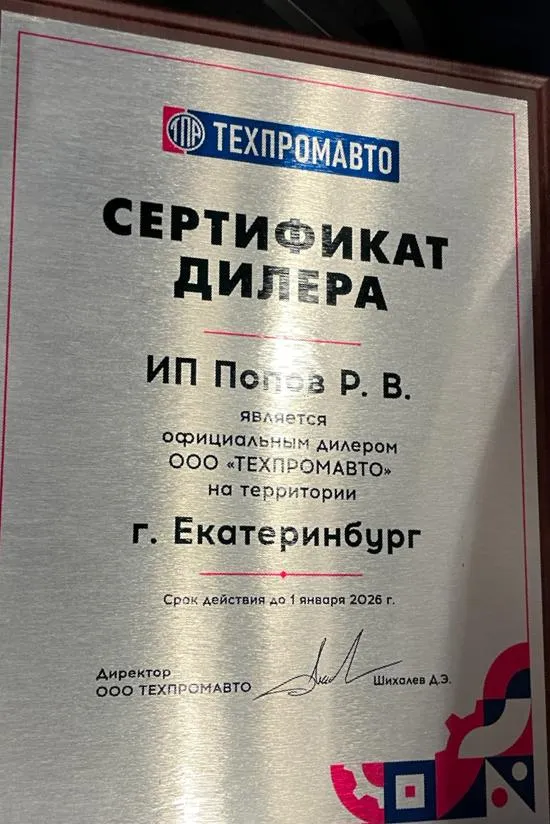 ТПА ТЕХПРОМАВТО
СЕРТИФИКАТ
ДИЛЕРА
ИП Попов Р. В.
является
официальным дилером
ООО «ТЕХПРОМАВТО»
на территории
г. Екатеринбург
Срок действия до 1 января 2026 г.
Директор
ООО ТЕХПРОМАВТО
Шихалев Д.Э.